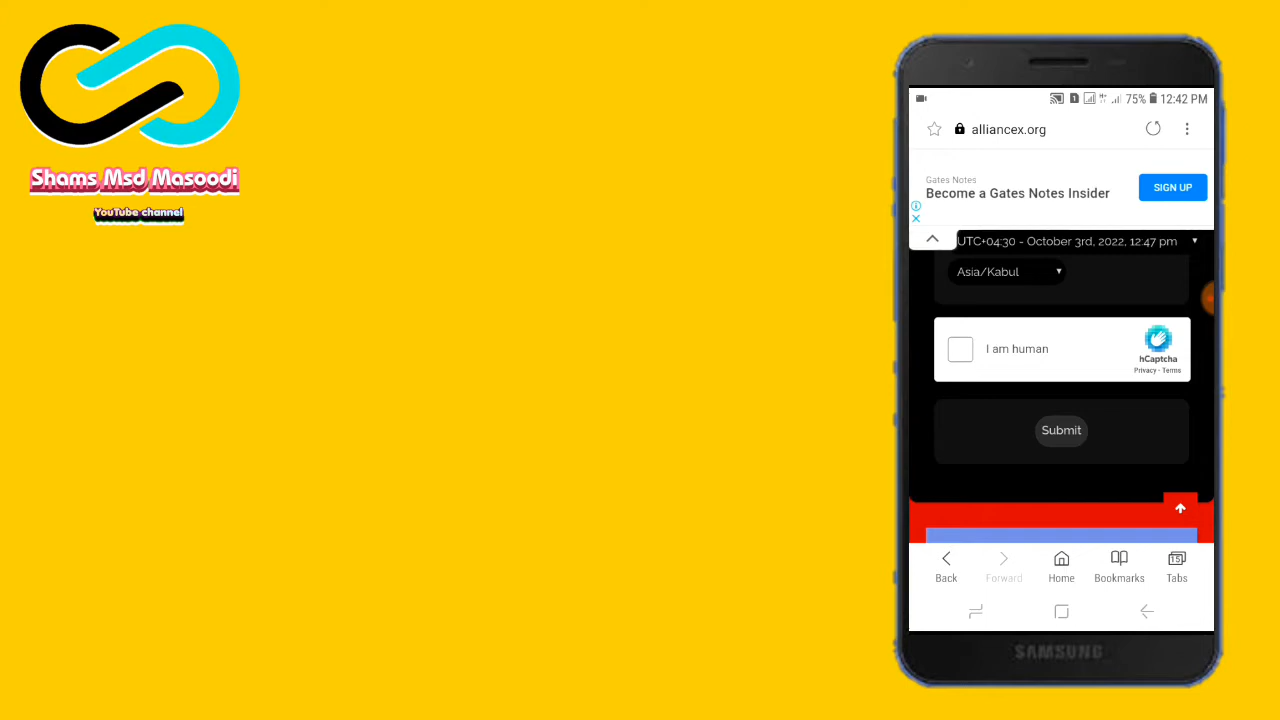 Shams Msd Masoodi
YouTube channel
1
75%
12:42 PM
alliancex.org
Gates Notes
Become a Gates Notes Insider
SIGN UP
UTC+04:30 - October 3rd, 2022, 12:47 pm
Asia/Kabul
I am human
hCaptcha
Privacy - Terms
Submit
15
Back
Forward
Home
Bookmarks
Tabs
SAMSUNG